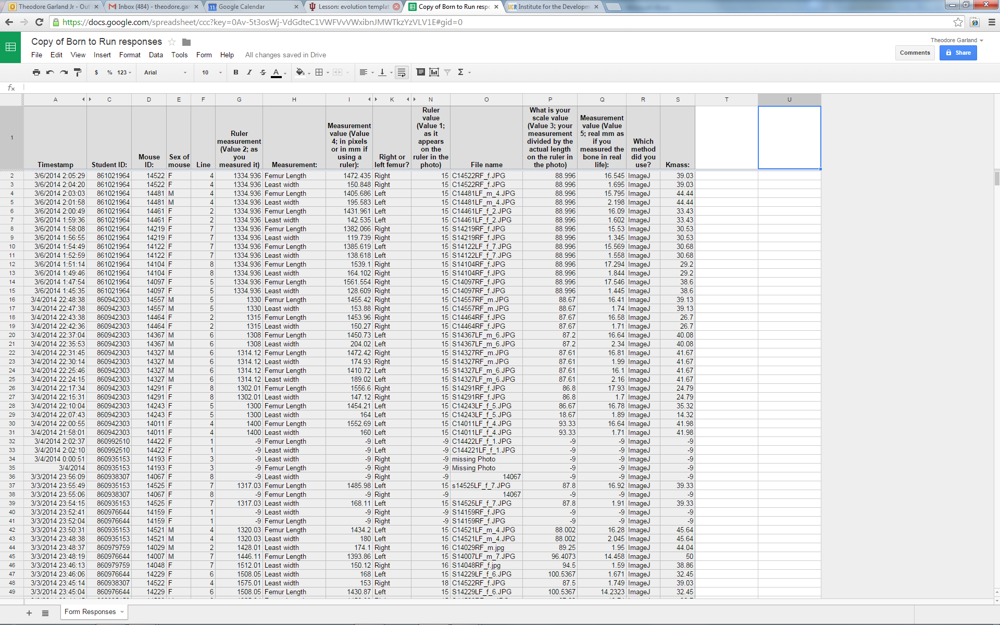 Theodore Garland Jr - Out
Inbox (484) - theodore.gar
Google Calendar
Lesson: evolution templat
Copy of Born to Run respo
Institute for the Developm
https://docs.google.com/spreadsheet/ccc?key=0Av-5t3osWj-VdGdteC1VWFVvVWxibnJMWTkzYzVLV1E#gid=0
Copy of Born to Run responses
Theodore Garland
File Edit View Insert Format Data Tools Form Help All changes saved in Drive
Comments Share
$ % 123 Arial 10 B I S A Σ
fx
A C D E F G H I K N O P Q R S T U
1 Timestamp Student ID: Mouse ID: Sex of mouse Line Ruler measurement (Value 2; as you measured it) Measurement: Measurement value (Value 4; in pixels or in mm if using a ruler): Right or left femur? Ruler value (Value 1; as it appears on the ruler in the photo) File name What is your scale value (Value 3; your measurement divided by the actual length on the ruler in the photo) Measurement value (Value 5; real mm as if you measured the bone in real life): Which method did you use? Kmass:
2 3/6/2014 2:05:29 861021964 14522 F 4 1334.936 Femur Length 1472.435 Right 15 C14522RF_f.JPG 88.996 16.545 ImageJ 39.03
3 3/6/2014 2:04:20 861021964 14522 F 4 1334.936 Least width 150.848 Right 15 C14522RF_f.JPG 88.996 1.695 ImageJ 39.03
4 3/6/2014 2:03:03 861021964 14481 M 4 1334.936 Femur Length 1405.686 Left 15 C14481LF_m_4.JPG 88.996 15.795 ImageJ 44.44
5 3/6/2014 2:01:58 861021964 14481 M 4 1334.936 Least width 195.583 Left 15 C14481LF_m_4.JPG 88.996 2.198 ImageJ 44.44
6 3/6/2014 2:00:49 861021964 14461 F 2 1334.936 Femur Length 1431.961 Left 15 C14461LF_f_2.JPG 88.996 16.09 ImageJ 33.43
7 3/6/2014 1:59:36 861021964 14461 F 2 1334.936 Least width 142.535 Left 15 C14461LF_f_2.JPG 88.996 1.602 ImageJ 33.43
8 3/6/2014 1:58:08 861021964 14219 F 7 1334.936 Femur Length 1382.066 Right 15 S14219RF_f.JPG 88.996 15.53 ImageJ 30.53
9 3/6/2014 1:56:55 861021964 14219 F 7 1334.936 Least width 119.739 Right 15 S14219RF_f.JPG 88.996 1.345 ImageJ 30.53
10 3/6/2014 1:54:49 861021964 14122 F 7 1334.936 Femur Length 1385.619 Left 15 S14122LF_f_7.JPG 88.996 15.569 ImageJ 30.68
11 3/6/2014 1:52:59 861021964 14122 F 7 1334.936 Least width 138.618 Left 15 S14122LF_f_7.JPG 88.996 1.558 ImageJ 30.68
12 3/6/2014 1:51:14 861021964 14104 F 8 1334.936 Femur Length 1539.1 Right 15 S14104RF_f.JPG 88.996 17.294 ImageJ 29.2
13 3/6/2014 1:49:46 861021964 14104 F 8 1334.936 Least width 164.102 Right 15 S14104RF_f.JPG 88.996 1.844 ImageJ 29.2
14 3/6/2014 1:47:54 861021964 14097 F 5 1334.936 Femur Length 1561.554 Right 15 C14097RF_f.JPG 88.996 17.546 ImageJ 38.6
15 3/6/2014 1:45:35 861021964 14097 F 5 1334.936 Least width 128.609 Right 15 C14097RF_f.JPG 88.996 1.445 ImageJ 38.6
16 3/4/2014 22:48:38 860942303 14557 M 5 1330 Femur Length 1455.42 Right 15 C14557RF_m.JPG 88.67 16.41 ImageJ 39.13
17 3/4/2014 22:47:38 860942303 14557 M 5 1330 Least width 153.88 Right 15 C14557RF_m.JPG 88.67 1.74 ImageJ 39.13
18 3/4/2014 22:43:38 860942303 14464 F 2 1315 Femur Length 1453.96 Right 15 C14464RF_f.JPG 87.67 16.58 ImageJ 26.7
19 3/4/2014 22:42:36 860942303 14464 F 2 1315 Least width 150.27 Right 15 C14464RF_f.JPG 87.67 1.71 ImageJ 26.7
20 3/4/2014 22:37:04 860942303 14367 M 6 1308 Femur Length 1450.73 Left 15 S14367LF_m_6.JPG 87.2 16.64 ImageJ 40.08
21 3/4/2014 22:35:53 860942303 14367 M 6 1308 Least width 204.02 Left 15 S14367LF_m_6.JPG 87.2 2.34 ImageJ 40.08
22 3/4/2014 22:31:45 860942303 14327 M 6 1314.12 Femur Length 1472.42 Right 15 S14327RF_m.JPG 87.61 16.81 ImageJ 41.67
23 3/4/2014 22:30:14 860942303 14327 M 6 1314.12 Least width 174.93 Right 15 S14327RF_m.JPG 87.61 1.99 ImageJ 41.67
24 3/4/2014 22:25:46 860942303 14327 M 6 1314.12 Femur Length 1410.72 Left 15 S14327LF_m_6.JPG 87.61 16.1 ImageJ 41.67
25 3/4/2014 22:24:15 860942303 14327 M 6 1314.12 Least width 189.02 Left 15 S14327LF_m_6.JPG 87.61 2.16 ImageJ 41.67
26 3/4/2014 22:17:34 860942303 14291 F 8 1302.01 Femur Length 1556.6 Right 15 S14291RF_f.JPG 86.8 17.93 ImageJ 24.79
27 3/4/2014 22:15:31 860942303 14291 F 8 1302.01 Least width 147.12 Right 15 S14291RF_f.JPG 86.8 1.7 ImageJ 24.79
28 3/4/2014 22:10:04 860942303 14243 F 5 1300 Femur Length 1454.21 Left 15 C14243LF_f_5.JPG 86.67 16.78 ImageJ 35.32
29 3/4/2014 22:07:43 860942303 14243 F 5 1300 Least width 164 Left 15 C14243LF_f_5.JPG 18.67 1.89 ImageJ 14.32
30 3/4/2014 22:00:55 860942303 14011 F 4 1400 Femur Length 1552.69 Left 15 C14011LF_f_4.JPG 93.33 16.64 ImageJ 41.98
31 3/4/2014 21:58:01 860942303 14011 F 4 1400 Least width 160 Left 15 C14011LF_f_4.JPG 93.33 1.71 ImageJ 41.98
32 3/4/2014 2:02:37 860992510 14422 F 1 -9 Femur Length -9 Left -9 C14422LF_f_1.JPG -9 -9 ImageJ -9
33 3/4/2014 2:02:10 860992510 14422 F 1 -9 Least width -9 Left -9 C144221LF_f_1.JPG -9 -9 ImageJ -9
34 3/4/2014 0:00:51 860935153 14193 F 3 -9 Least width -9 Right -9 missing Photo -9 -9 ImageJ -9
35 3/4/2014 860935153 14193 F 3 -9 Femur Length -9 Right -9 Missing Photo -9 -9 ImageJ -9
36 3/3/2014 23:56:09 860938307 14067 F 8 -9 Least width -9 Right -9 14067 -9 -9 ImageJ -9
37 3/3/2014 23:55:49 860935153 14525 F 7 1317.03 Femur Length 1485.98 Left 15 s14525LF_f_7.JPG 87.8 16.92 ImageJ 39.33
38 3/3/2014 23:55:06 860938307 14067 F 8 -9 Femur Length -9 Right -9 14067 -9 -9 ImageJ -9
39 3/3/2014 23:54:15 860935153 14525 F 7 1317.03 Least width 168.11 Left 15 S14525LF_f_7.JPG 87.8 1.91 ImageJ 39.33
40 3/3/2014 23:52:41 860976644 14159 F 1 -9 Least width -9 Right -9 S14159RF_f.JPG -9 -9 ImageJ -9
41 3/3/2014 23:52:04 860976644 14159 F 1 -9 Femur Length -9 Right -9 S14159RF_f.JPG -9 -9 ImageJ -9
42 3/3/2014 23:50:31 860935153 14521 M 4 1320.03 Femur Length 1434.2 Left 15 C14521LF_m_4.JPG 88.002 16.28 ImageJ 45.64
43 3/3/2014 23:48:38 860935153 14521 M 4 1320.03 Least width 180 Left 15 C14521LF_m_4.JPG 88.002 2.045 ImageJ 45.64
44 3/3/2014 23:48:37 860979759 14029 M 2 1428.01 Least width 174.1 Right 16 C14029RF_m.jpg 89.25 1.95 ImageJ 44.04
45 3/3/2014 23:48:19 860976644 14007 M 7 1446.11 Femur Length 1393.86 Left 15 S14007LF_m_7.JPG 96.4073 14.458 ImageJ 50
46 3/3/2014 23:46:13 860979759 14048 F 7 1512.01 Least width 150.12 Right 16 S14048RF_f.jpg 94.5 1.59 ImageJ 38.86
47 3/3/2014 23:46:06 860976644 14229 F 6 1508.05 Least width 168 Left 15 S14229LF_f_6.JPG 100.5367 1.671 ImageJ 32.45
48 3/3/2014 23:45:14 860938307 14522 F 4 1575.01 Least width 153 Right 18 C14522RF_f.JPG 87.5 1.749 ImageJ 39.03
49 3/3/2014 23:45:04 860976644 14229 F 6 1508.05 Femur Length 1430.87 Left 15 S14229LF_f_6.JPG 100.5367 14.2323 ImageJ 32.45
+ Form Responses